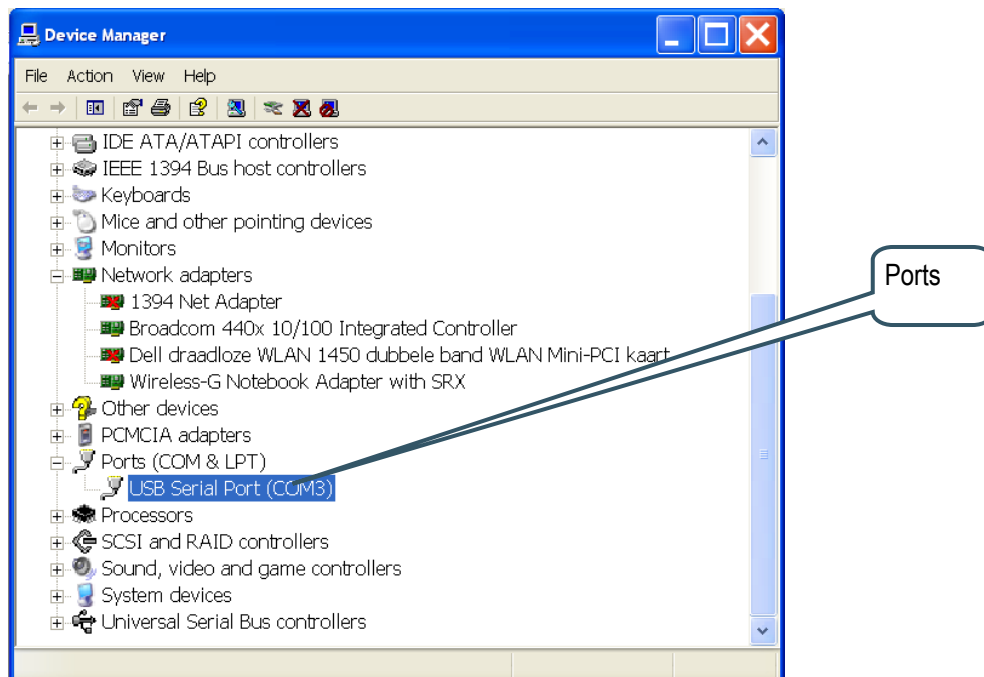 Device Manager
File Action View Help
IDE ATA/ATAPI controllers
IEEE 1394 Bus host controllers
Keyboards
Mice and other pointing devices
Monitors
Network adapters
1394 Net Adapter
Broadcom 440x 10/100 Integrated Controller
Dell draadloze WLAN 1450 dubbele band WLAN Mini-PCI kaart
Wireless-G Notebook Adapter with SRX
Other devices
PCMCIA adapters
Ports (COM & LPT)
USB Serial Port (COM3)
Processors
SCSI and RAID controllers
Sound, video and game controllers
System devices
Universal Serial Bus controllers
Ports